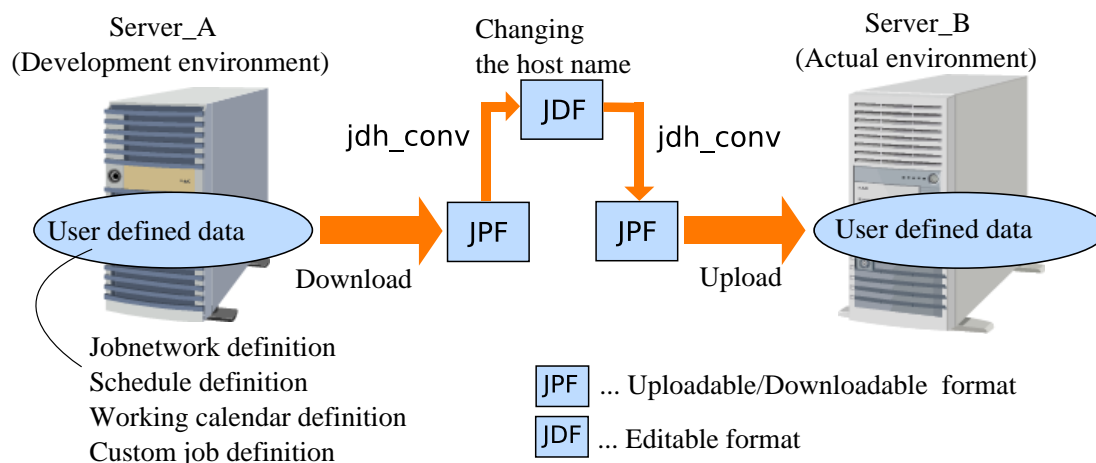 Server_A
(Development environment)
Changing
the host name
Server_B
(Actual environment)
JDF
jdh_conv
jdh_conv
User defined data
JPF
JPF
User defined data
Download
Upload
Jobnetwork definition
Schedule definition
Working calendar definition
Custom job definition
JPF ... Uploadable/Downloadable format
JDF ... Editable format